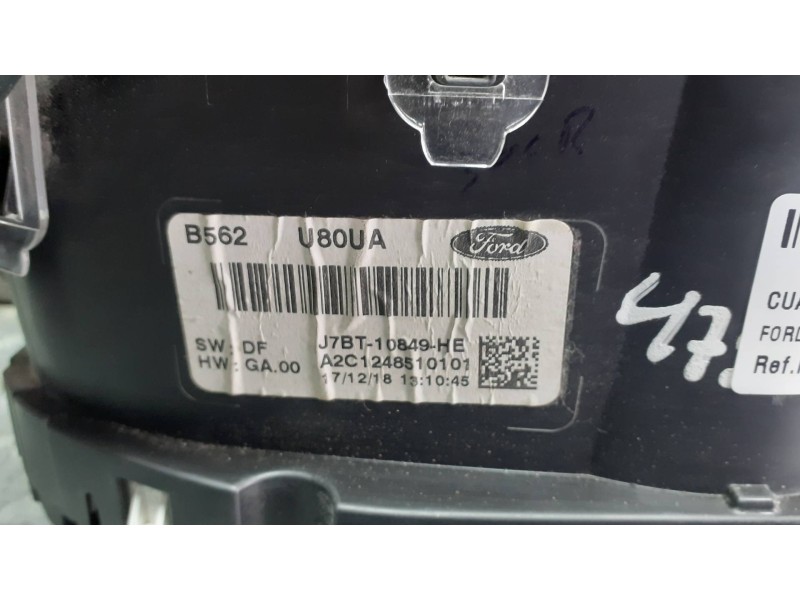 B562 U80UA Ford
SW: DF J7BT-10849-HE
HW: GA.00 A2C1248510101
17/12/18 13:10:45
47
CUA
FORD
Ref.